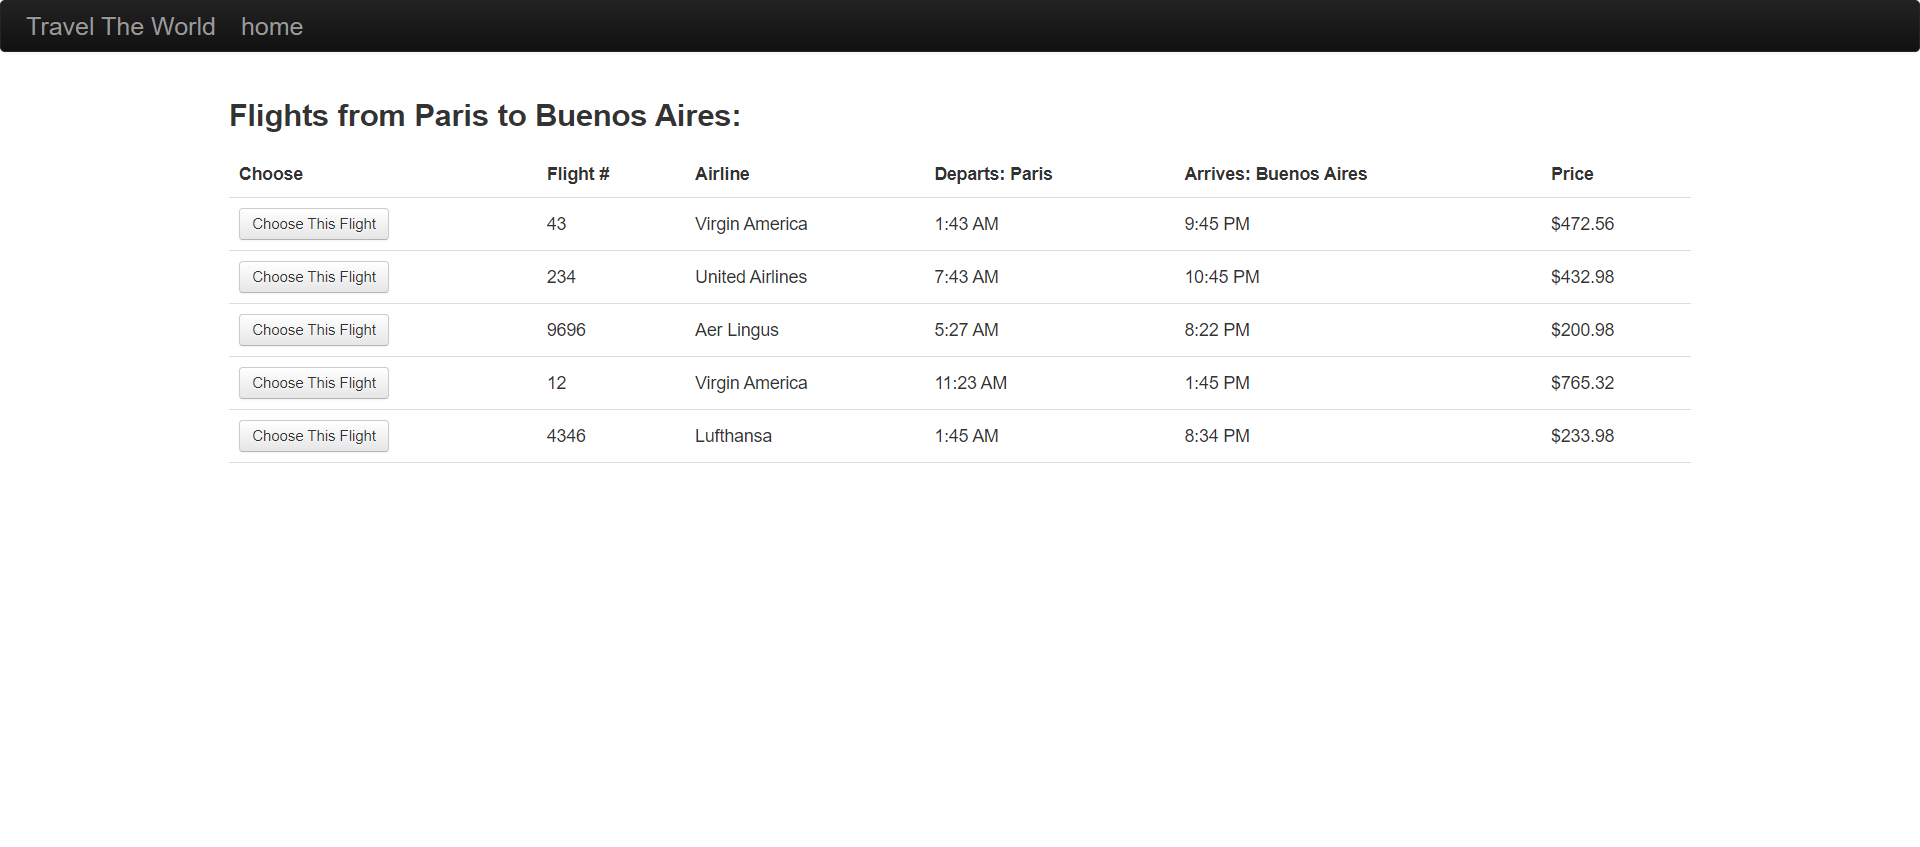 Travel The World home
Flights from Paris to Buenos Aires:
Choose Flight # Airline Departs: Paris Arrives: Buenos Aires Price
Choose This Flight 43 Virgin America 1:43 AM 9:45 PM $472.56
Choose This Flight 234 United Airlines 7:43 AM 10:45 PM $432.98
Choose This Flight 9696 Aer Lingus 5:27 AM 8:22 PM $200.98
Choose This Flight 12 Virgin America 11:23 AM 1:45 PM $765.32
Choose This Flight 4346 Lufthansa 1:45 AM 8:34 PM $233.98